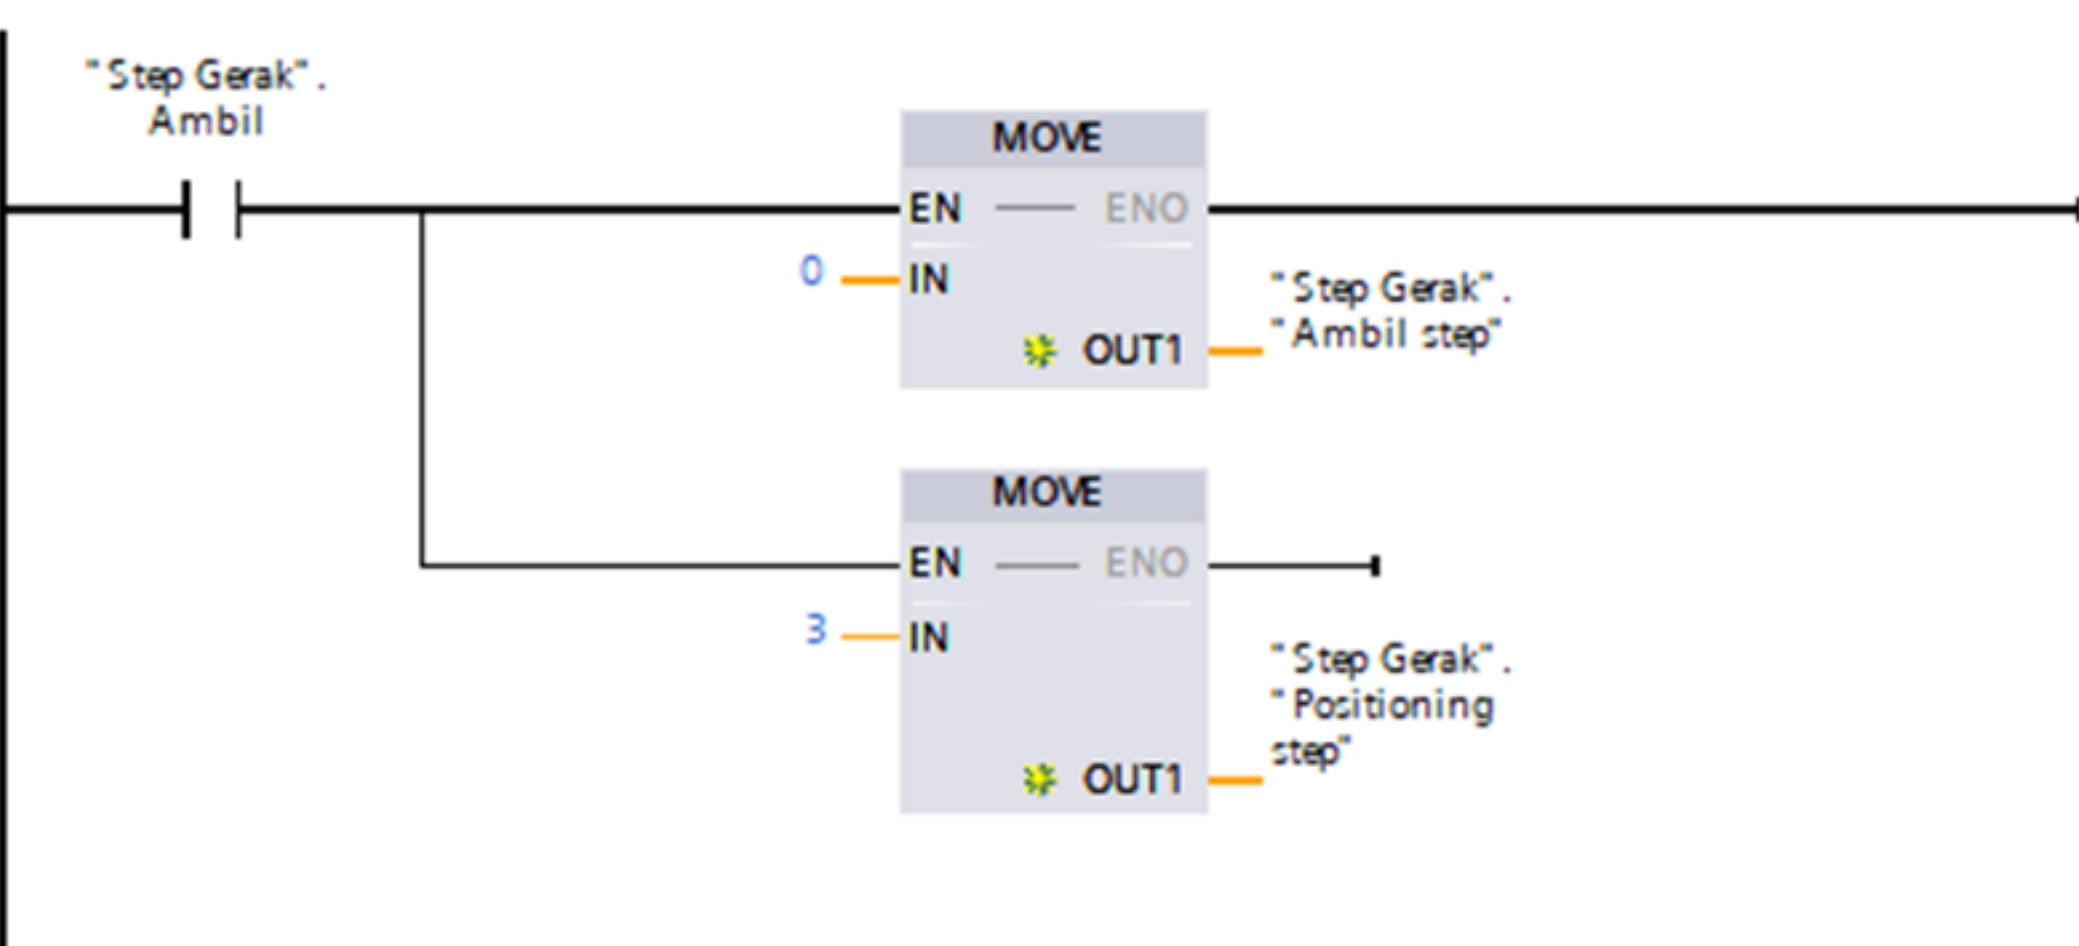 "Step Gerak".
Ambil
MOVE
EN ENO
0 IN
OUT1
"Step Gerak".
"Ambil step"
MOVE
EN ENO
3 IN
OUT1
"Step Gerak".
"Positioning
step"